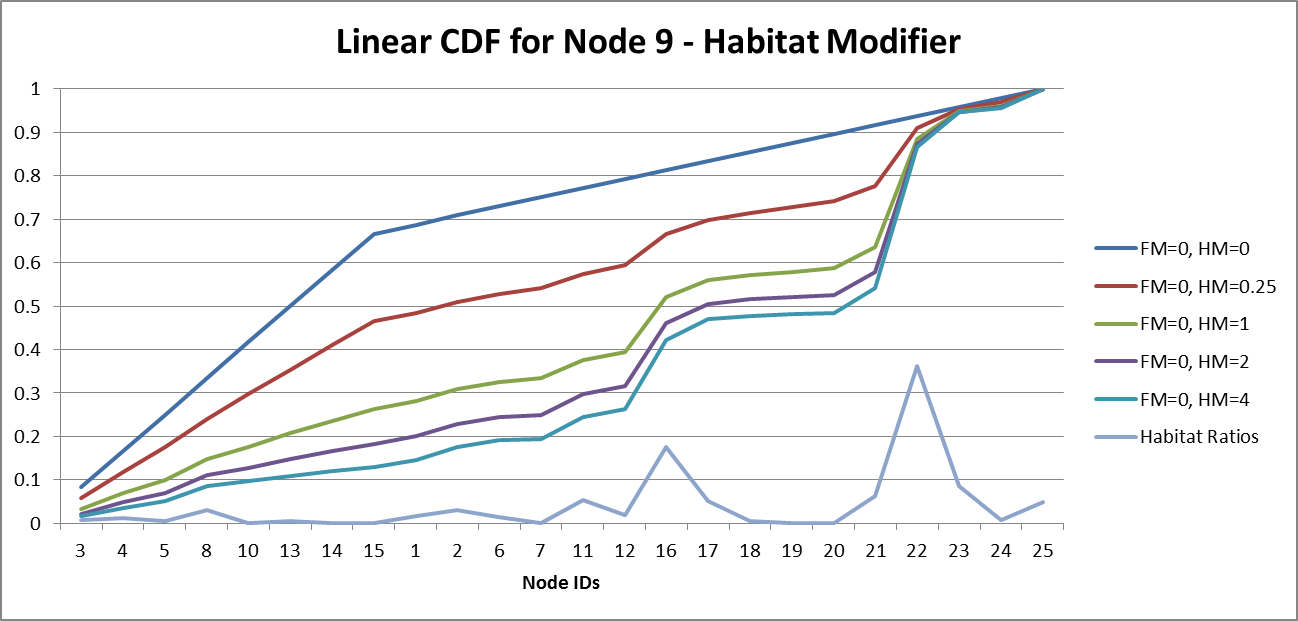 Linear CDF for Node 9 - Habitat Modifier
1
0.9
0.8
0.7
0.6
0.5
0.4
0.3
0.2
0.1
0
3 4 5 8 10 13 14 15 1 2 6 7 11 12 16 17 18 19 20 21 22 23 24 25
Node IDs
FM=0, HM=0
FM=0, HM=0.25
FM=0, HM=1
FM=0, HM=2
FM=0, HM=4
Habitat Ratios